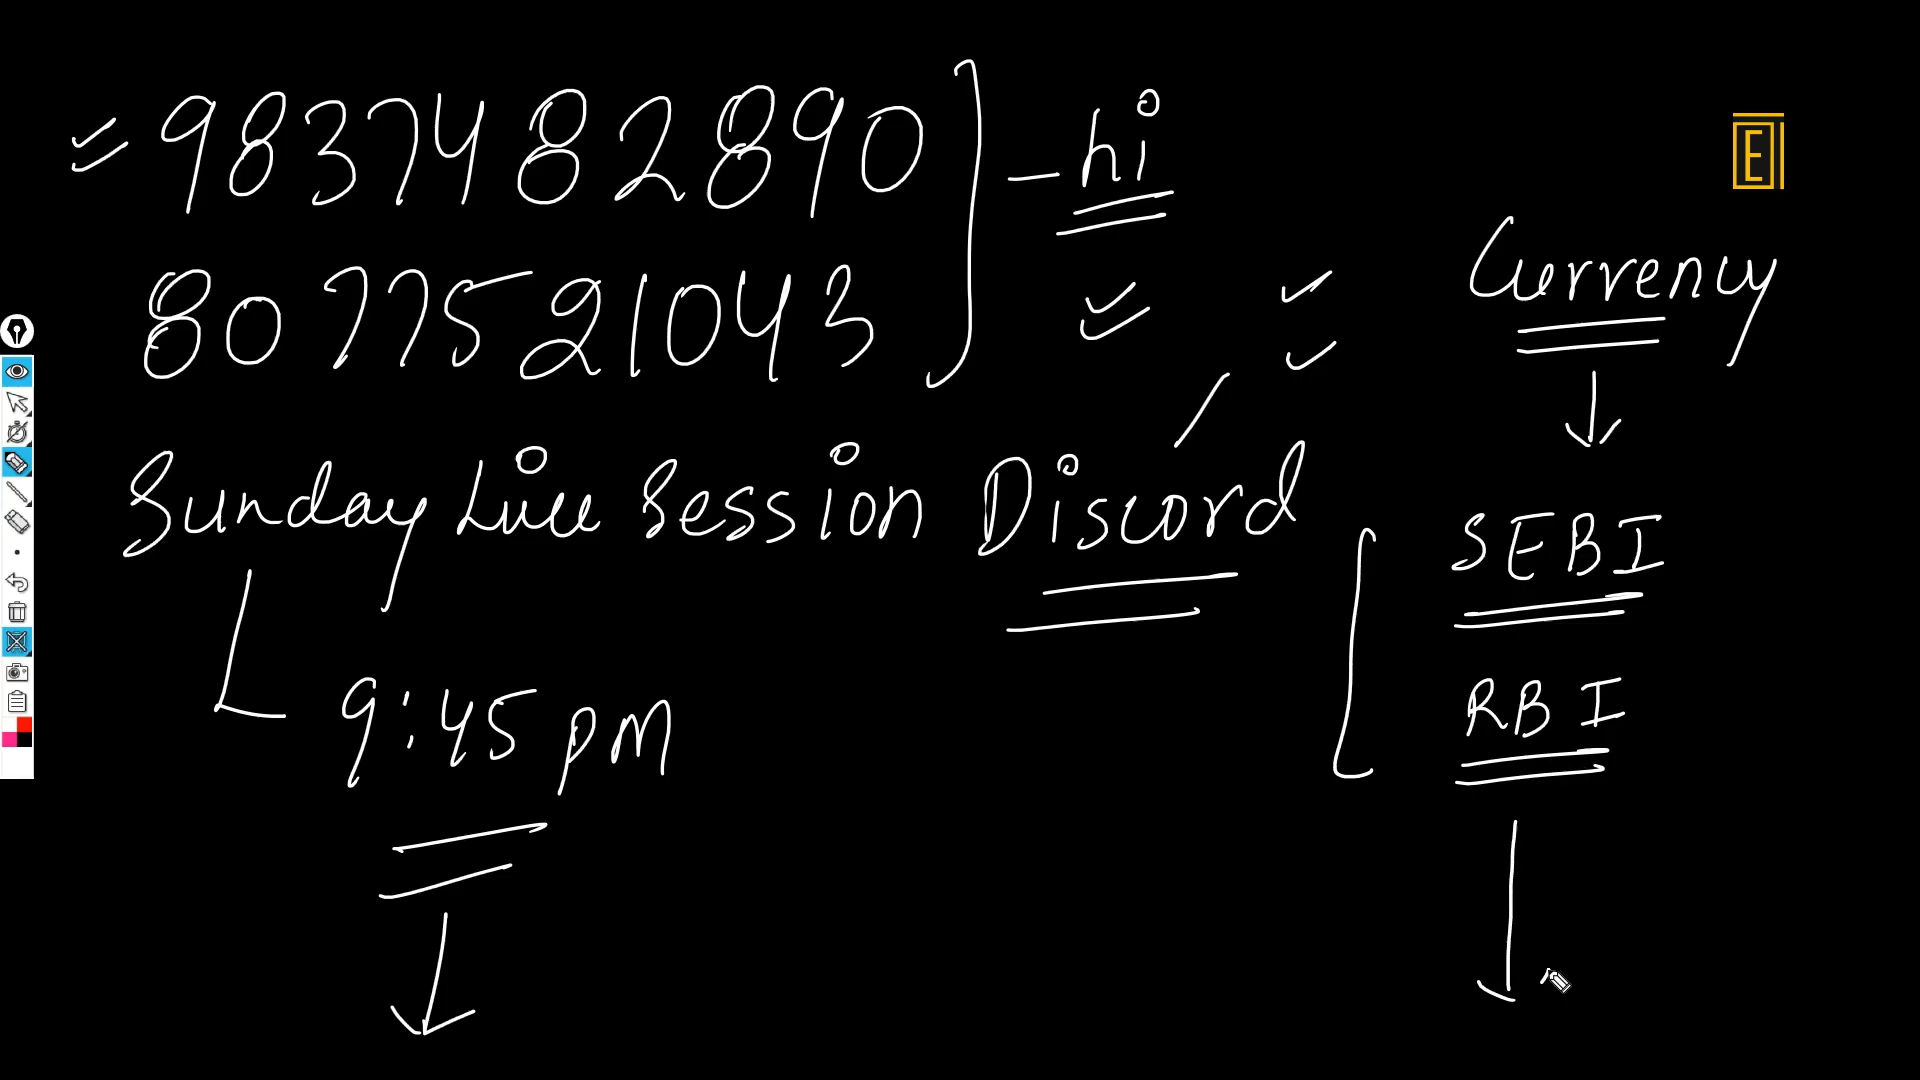 = 9837482890 - hi
8077521043
Sunday Live Session Discord
9:45 pm
E
Currency
SEBI
RBI